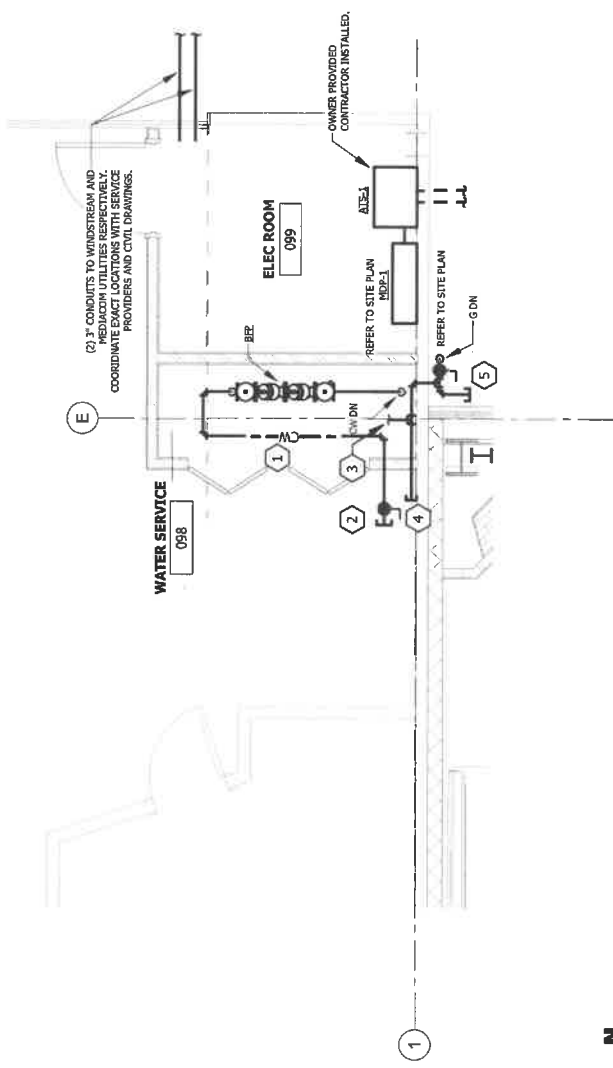 (2) 3" CONDUITS TO WINDSTREAM AND
MEDIACOM UTILITIES RESPECTIVELY.
COORIDNATE EXACT LOCATIONS WITH SERVICE
PROVIDERS AND CIVIL DRAWINGS.
E
WATER SERVICE
098
ELEC ROOM
099
OWNER PROVIDED
CONTRACTOR INSTALLED.
ATS-1
MDP-1
REFER TO SITE PLAN
BFP
CW
CW DN
1
2
3
4
5
REFER TO SITE PLAN
G DN
1
N